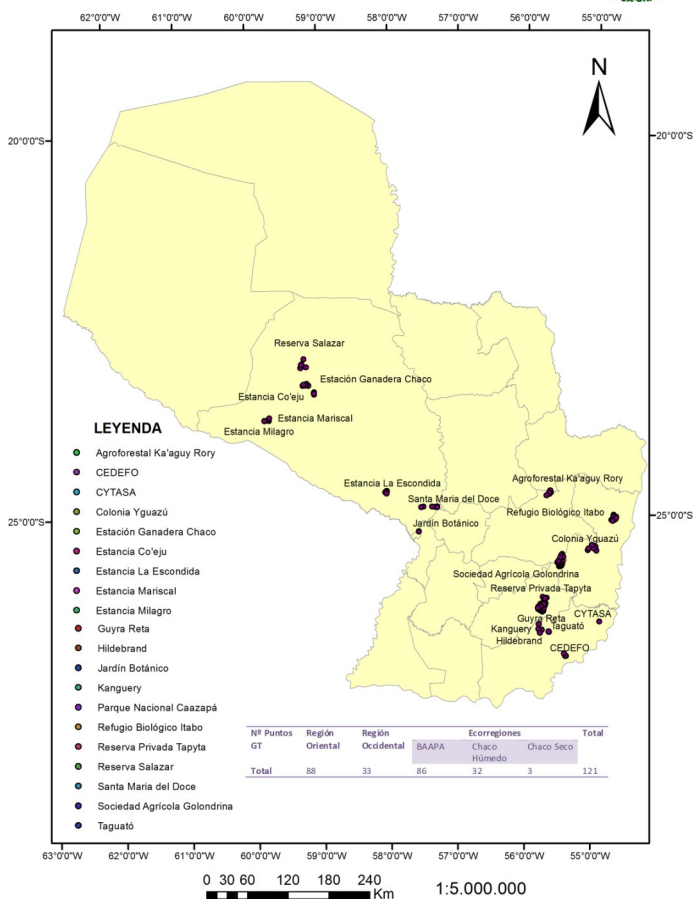 62°0'0"W 61°0'0"W 60°0'0"W 59°0'0"W 58°0'0"W 57°0'0"W 56°0'0"W 55°0'0"W
N
20°0'0"S 20°0'0"S
Reserva Salazar
Estación Ganadera Chaco
Estancia Co'eju
Estancia Mariscal
Estancia Milagro
Estancia La Escondida
Santa Maria del Doce
Jardín Botánico
Agroforestal Ka'aguy Rory
Refugio Biológico Itabo
25°0'0"S 25°0'0"S
Colonia Yguazú
Sociedad Agrícola Golondrina
Reserva Privada Tapyta
Guyra Reta
CYTASA
Kanguery
Taguató
Hildebrand
CEDEFO
LEYENDA
Agroforestal Ka'aguy Rory
CEDEFO
CYTASA
Colonia Yguazú
Estación Ganadera Chaco
Estancia Co'eju
Estancia La Escondida
Estancia Mariscal
Estancia Milagro
Guyra Reta
Hildebrand
Jardín Botánico
Kanguery
Parque Nacional Caazapá
Refugio Biológico Itabo
Reserva Privada Tapyta
Reserva Salazar
Santa Maria del Doce
Sociedad Agrícola Golondrina
Taguató
Nº Puntos Región Región Ecorregiones Total
GT Oriental Occidental BAAPA Chaco Chaco Seco
Húmedo
Total 88 33 86 32 3 121
63°0'0"W 62°0'0"W 61°0'0"W 60°0'0"W 59°0'0"W 58°0'0"W 57°0'0"W 56°0'0"W 55°0'0"W
0 30 60 120 180 240
Km
1:5.000.000